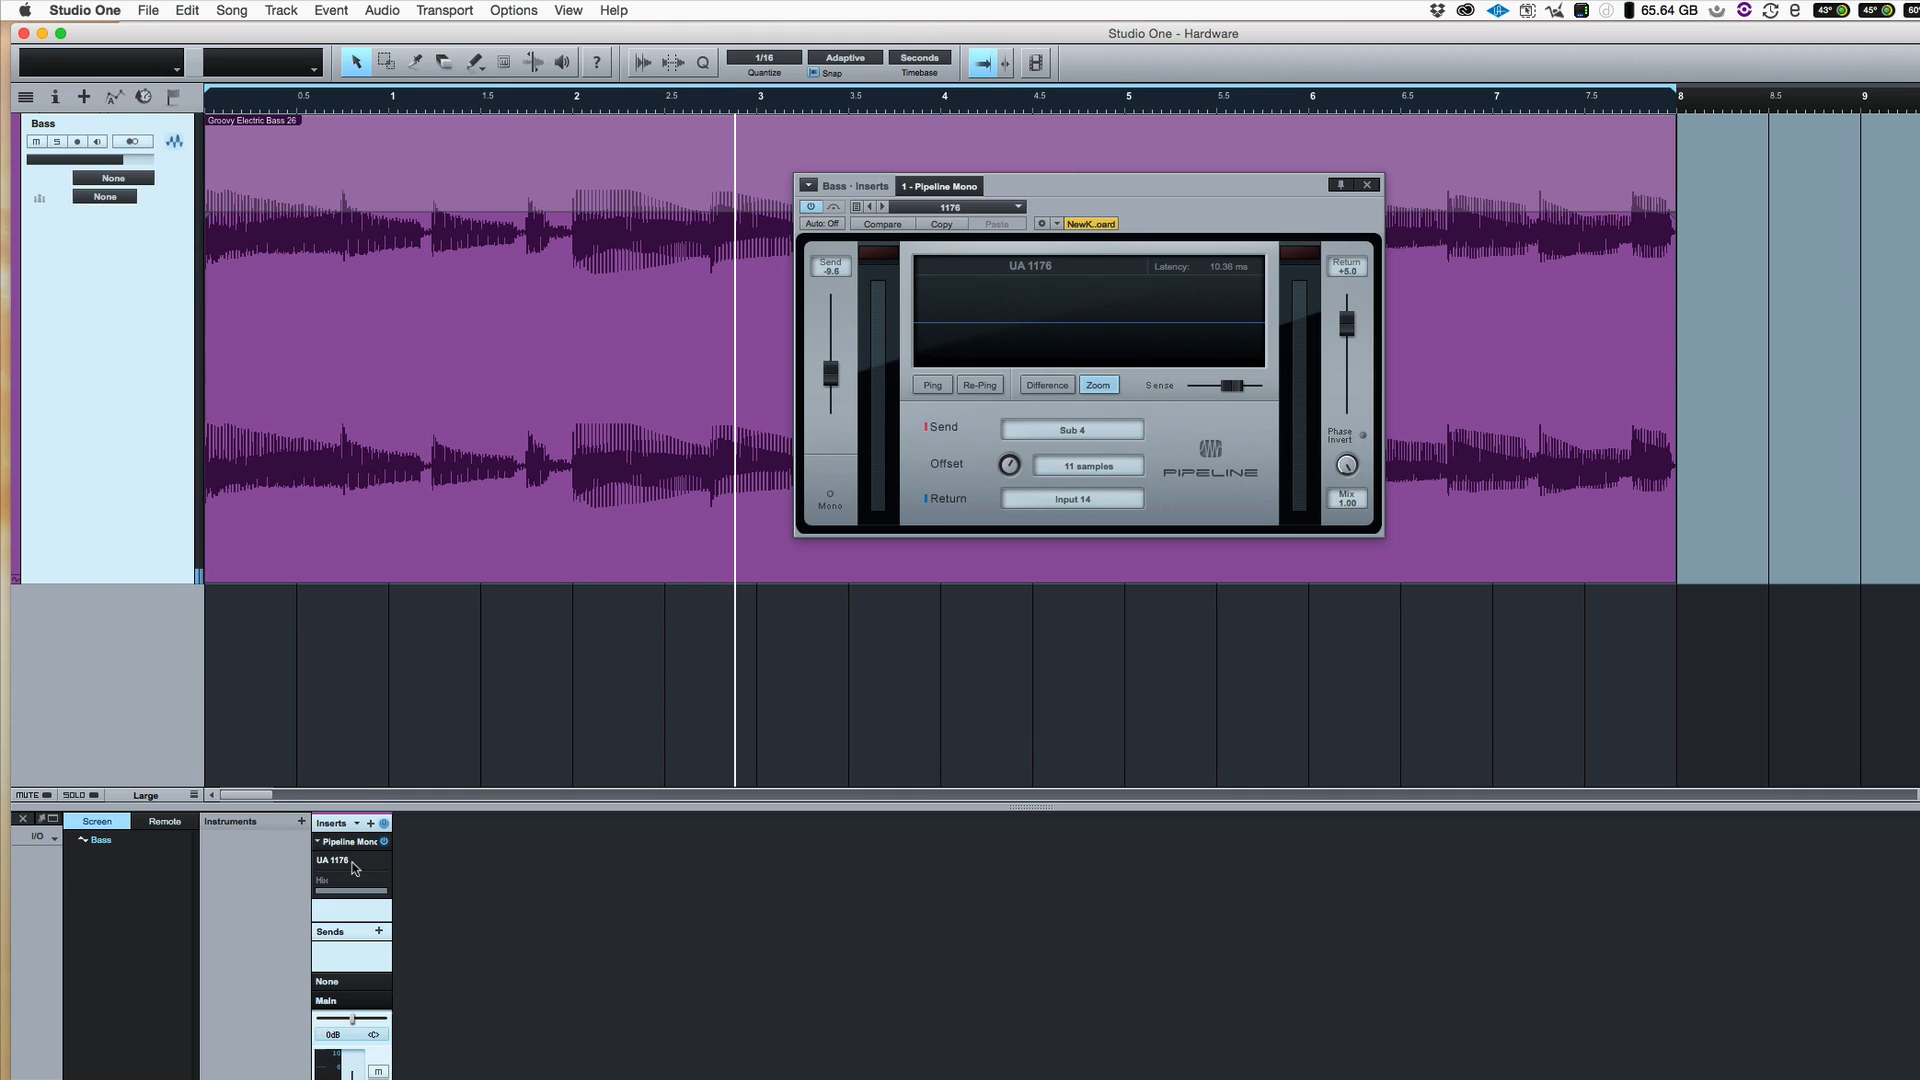 Studio One File Edit Song Track Event Audio Transport Options View Help
65.64 GB 43° 45° 60
Studio One - Hardware
1/16 Adaptive Seconds
Quantize Snap Timebase
0.5 1 1.5 2 2.5 3 3.5 4 4.5 5 5.5 6 6.5 7 7.5 8 8.5 9
Bass
Groovy Electric Bass 26
M S
None
None
Bass · Inserts 1 - Pipeline Mono
1176
Auto: Off Compare Copy Paste NewK..oard
Send
-9.6
UA 1176 Latency: 10.36 ms
Return
+5.0
Ping Re-Ping Difference Zoom Sense
Send Sub 4
Offset 11 samples
Return Input 14
PIPELINE
Mono
Phase
Invert
Mix
1.00
MUTE SOLO Large
I/O
Screen Remote
Bass
Instruments
Inserts
Pipeline Mono
UA 1176
Mix
Sends
None
Main
0dB <C>
10
6
M